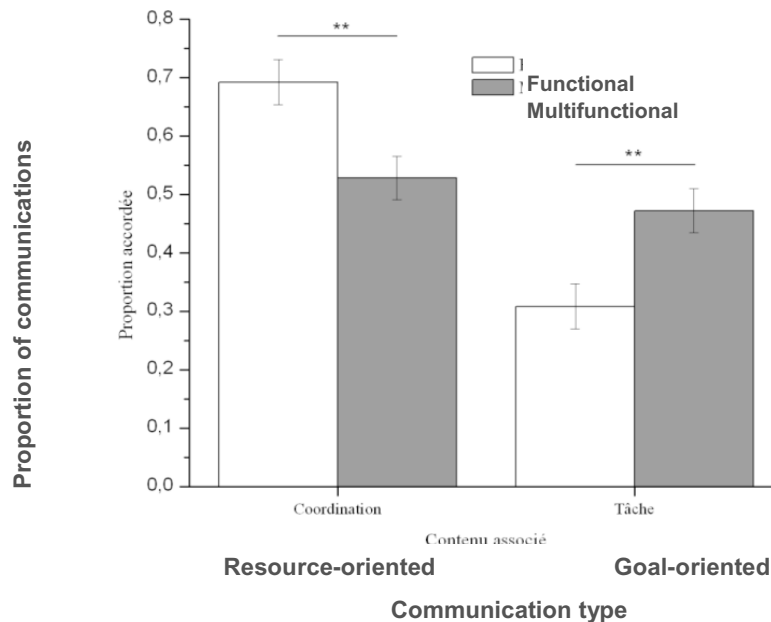 0,8
**
0,7
Functional
Multifunctional
0,6
**
0,5
0,4
0,3
0,2
0,1
0,0
Proportion of communications
Proportion accordée
Coordination
Tâche
Contenu associé
Resource-oriented
Goal-oriented
Communication type